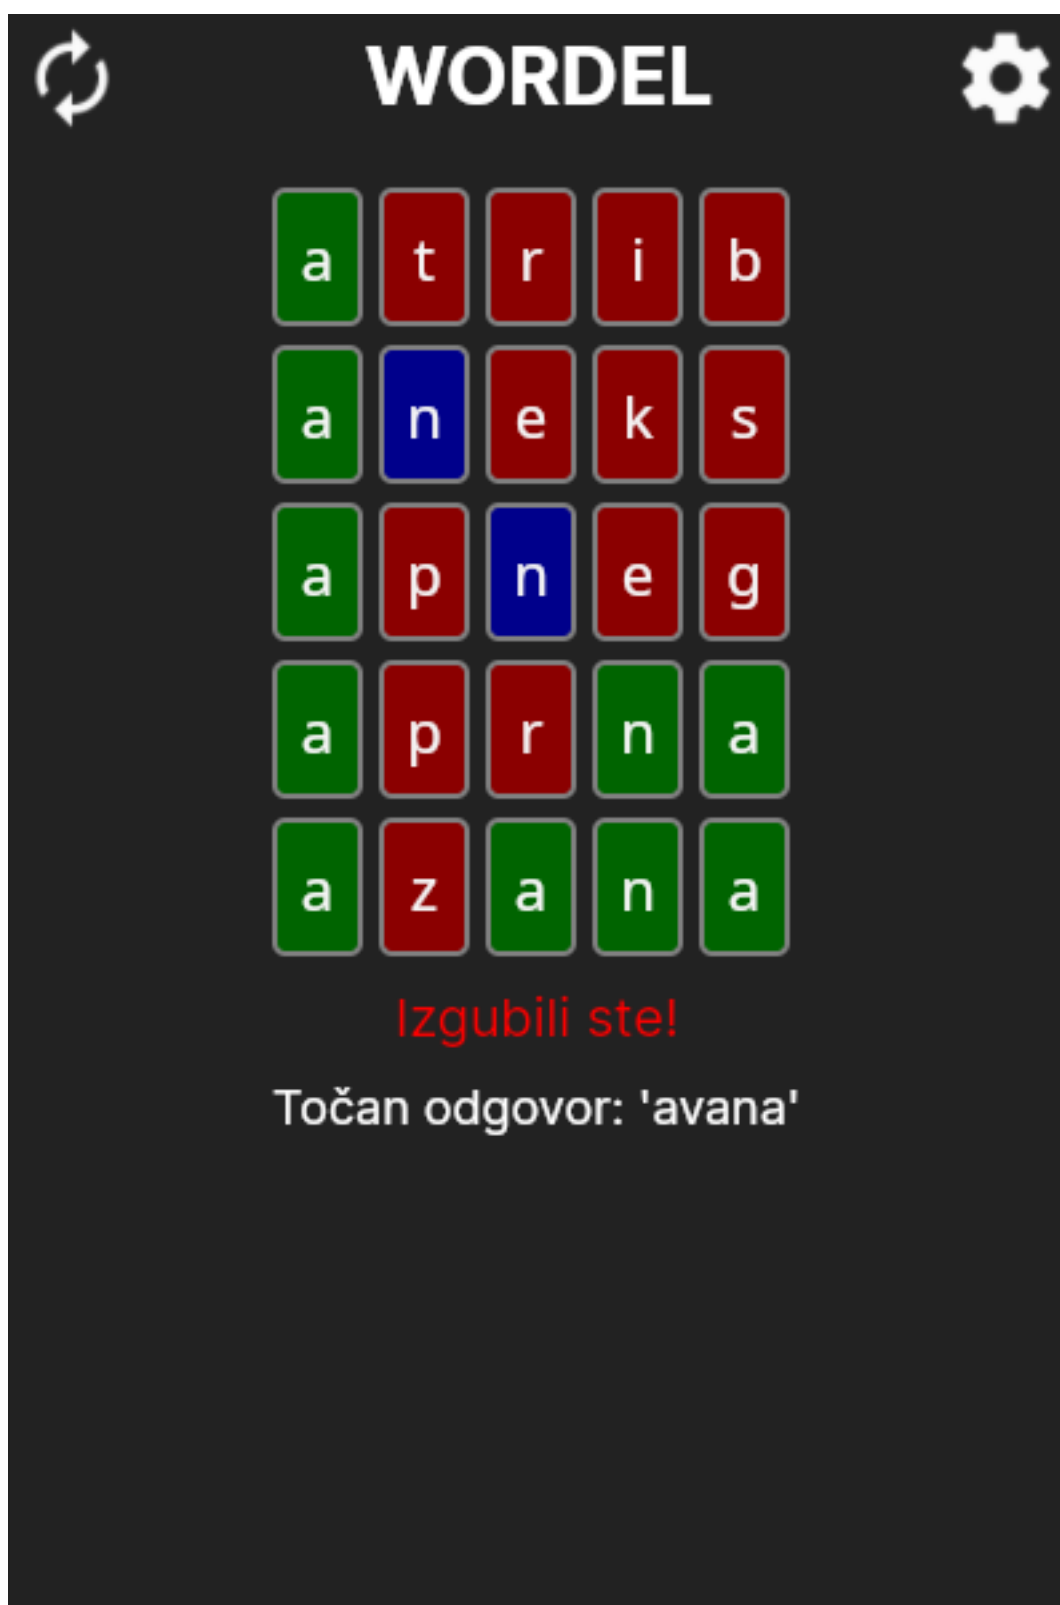 WORDEL
a t r i b
a n e k s
a p n e g
a p r n a
a z a n a
Izgubili ste!
Točan odgovor: 'avana'